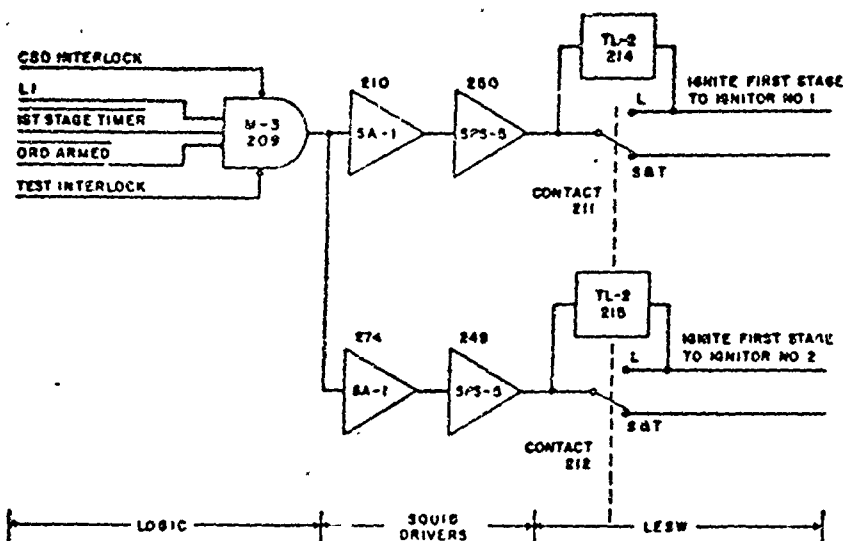 CSD INTERLOCK
L1
1ST STAGE TIMER
ORD ARMED
TEST INTERLOCK
M-3
209
210
SA-1
250
SPS-5
TL-2
214
L
IGNITE FIRST STAGE
TO IGNITOR NO 1
S&T
CONTACT
211
274
SA-1
249
SPS-5
TL-2
215
L
IGNITE FIRST STAGE
TO IGNITOR NO 2
S&T
CONTACT
212
LOGIC
SQUIB
DRIVERS
LESW